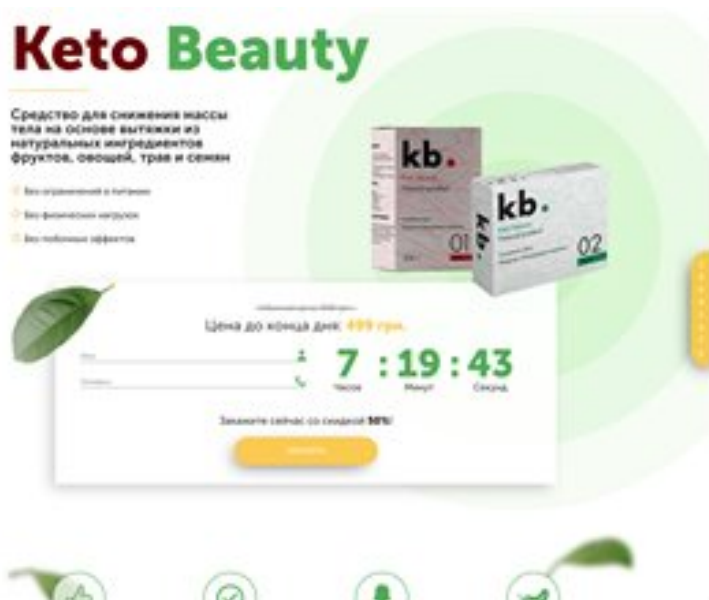 Keto Beauty
Средство для снижения массы
тела на основе вытяжки из
натуральных ингредиентов
фруктов, овощей, трав и семян
Без ограничений в питании
Без физических нагрузок
Без побочных эффектов
kb.
01
kb.
kb.
02
Цена до конца дня: 499 грн.
7 : 19 : 43
Часов Минут Секунд
Закажите сейчас со скидкой 50%!